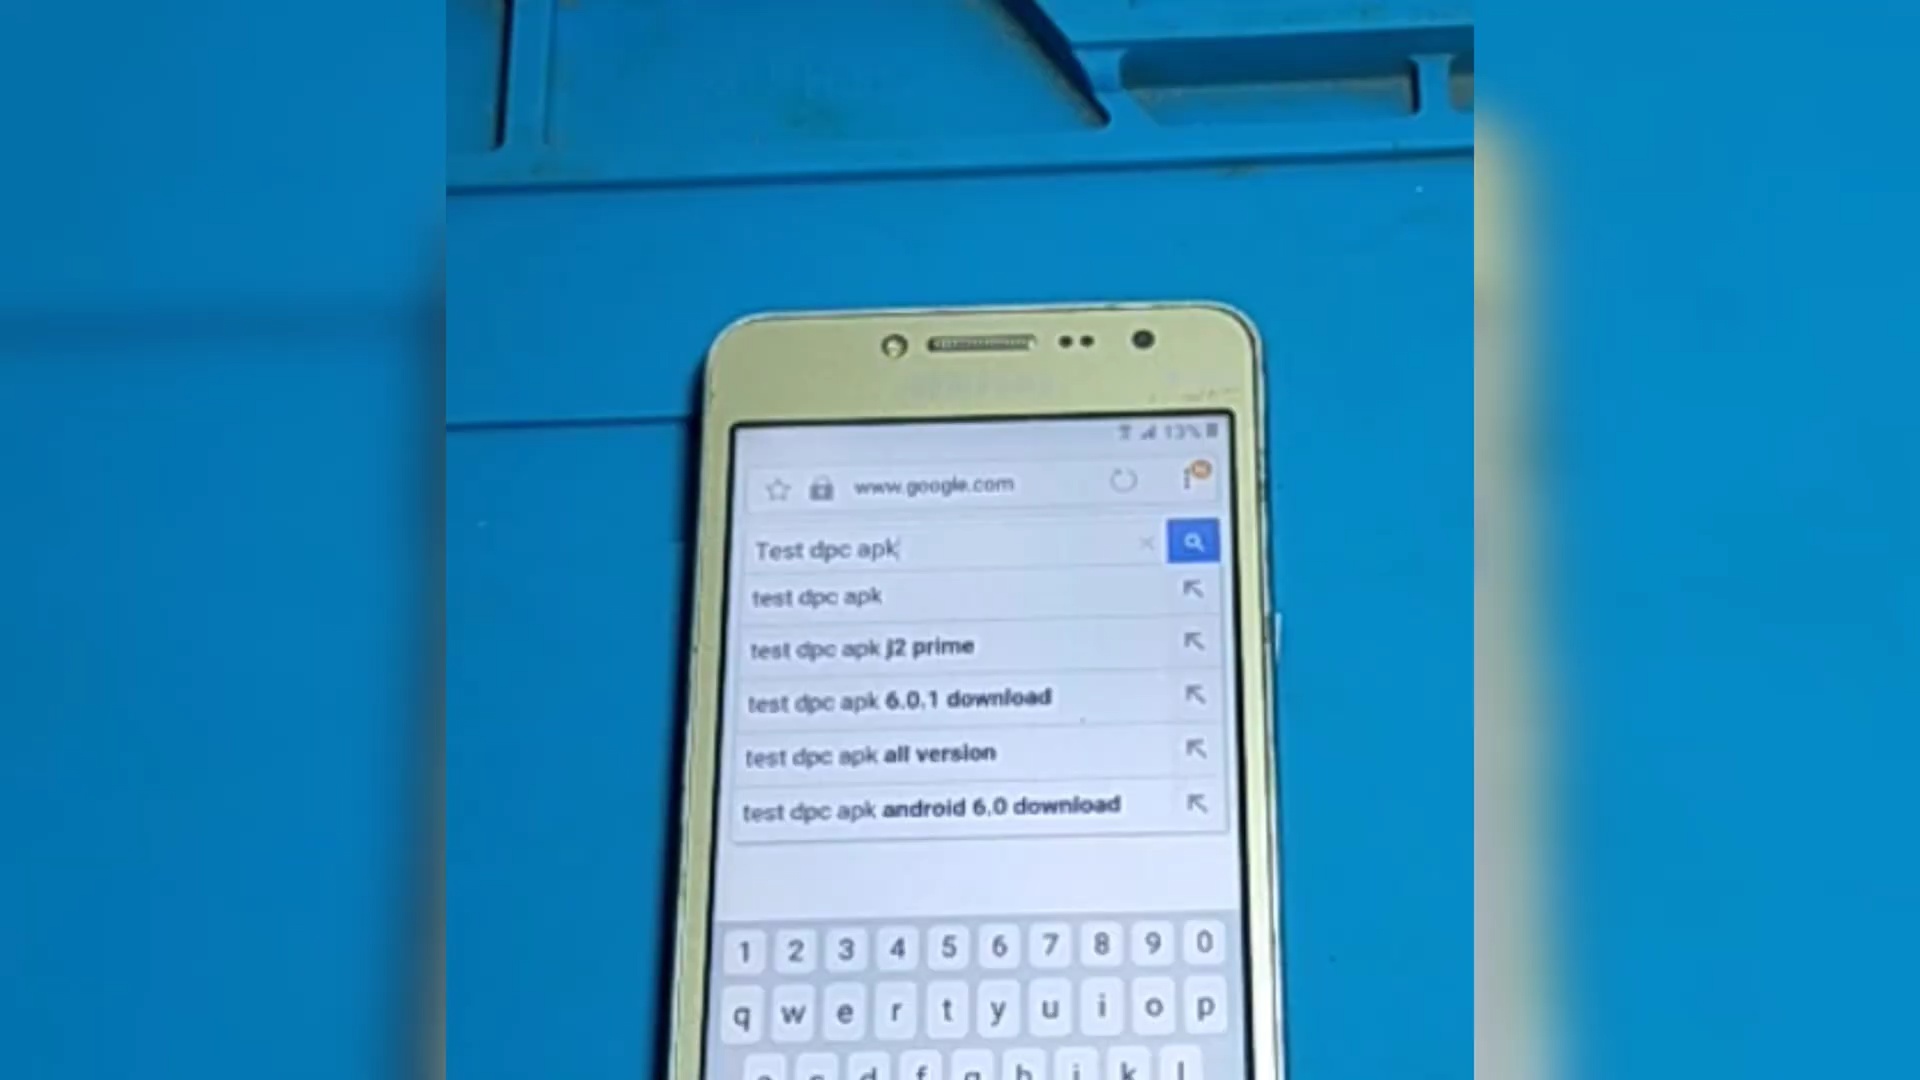 13%
www.google.com
Test dpc apk
test dpc apk
test dpc apk j2 prime
test dpc apk 6.0.1 download
test dpc apk all version
test dpc apk android 6.0 download
1 2 3 4 5 6 7 8 9 0
q w e r t y u i o p
d f g h j k l